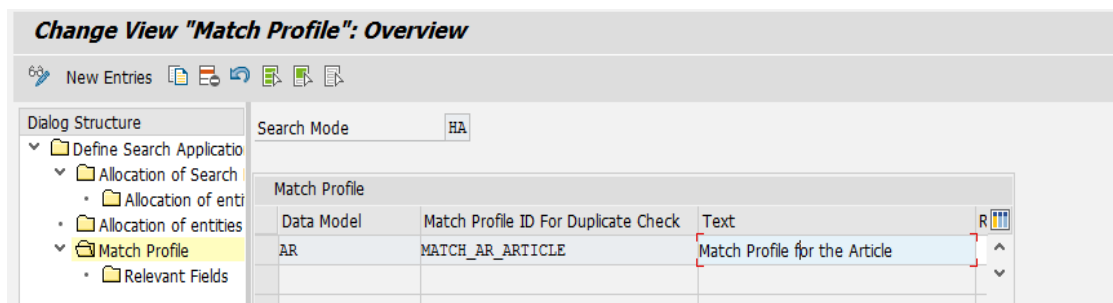 Change View "Match Profile": Overview
New Entries
Dialog Structure
Search Mode HA
Define Search Applicatio
Allocation of Search
Allocation of enti
Allocation of entities
Match Profile
Relevant Fields
Match Profile
Data Model Match Profile ID For Duplicate Check Text R
AR MATCH_AR_ARTICLE Match Profile for the Article